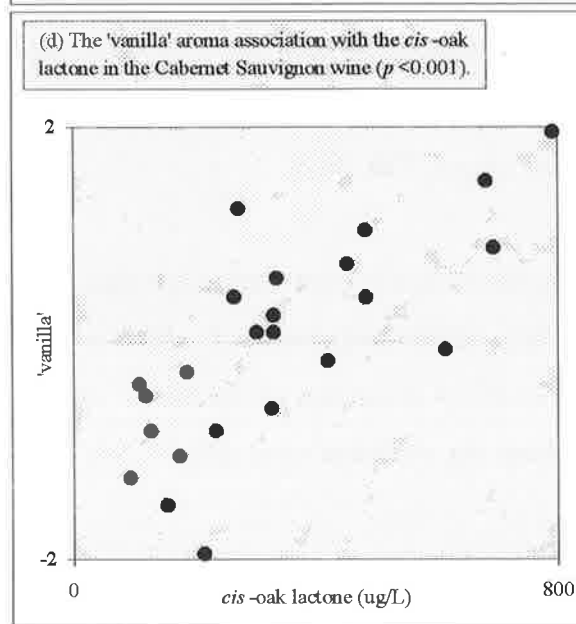 (d) The 'vanilla' aroma association with the cis -oak
lactone in the Cabernet Sauvignon wine (p <0.001).
2
'vanilla'
-2
0
cis -oak lactone (ug/L)
800